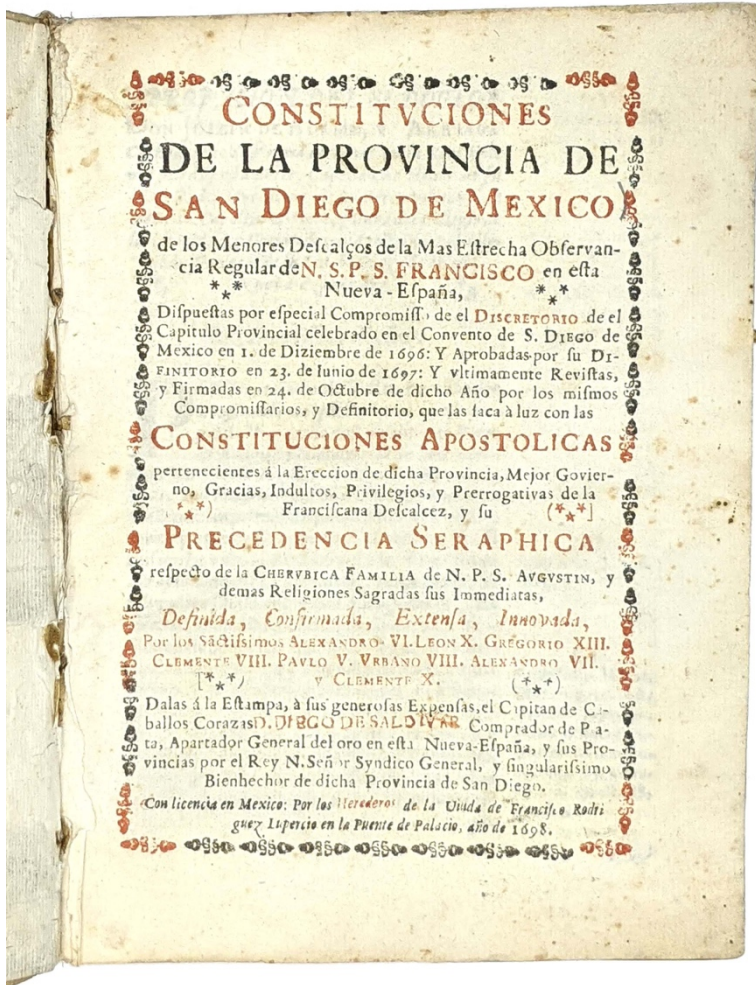 CONSTITVCIONES
DE LA PROVINCIA DE
SAN DIEGO DE MEXICO
de los Menores Descalços de la Mas Estrecha Observan-
cia Regular de N. S. P. S. FRANCISCO en esta
*** Nueva-España, ***
Dispuestas por especial Compromisso de el DISCRETORIO de el
Capitulo Provincial celebrado en el Convento de S. DIEGO de
Mexico en 1. de Diziembre de 1696: Y Aprobadas por su DI-
FINITORIO en 23. de Iunio de 1697: Y vltimamente Revistas,
y Firmadas en 24. de Octubre de dicho Año por los mismos
Compromissarios, y Definitorio, que las saca à luz con las
CONSTITUCIONES APOSTOLICAS
pertenecientes á la Ereccion de dicha Provincia, Mejor Govier-
no, Gracias, Indultos, Privilegios, y Prerrogativas de la
(***) Franciscana Descalcez, y su (***]
PRECEDENCIA SERAPHICA
respecto de la CHERVBICA FAMILIA de N. P. S. AVGVSTIN, y
demas Religiones Sagradas sus Immediatas,
Definida, Confirmada, Extensa, Innovada,
Por los Sãctissimos ALEXANDRO VI. LEON X. GREGORIO XIII.
CLEMENTE VIII. PAVLO V. VRBANO VIII. ALEXANDRO VII.
[***) y CLEMENTE X. (***)
Dalas á la Estampa, à sus generosas Expensas, el Capitan de Ca-
ballos Corazas D. DIEGO DE SALDIVAR Comprador de Pla-
ta, Apartador General del oro en esta Nueva-España, y sus Pro-
vincias por el Rey N. Señor Syndico General, y singularissimo
Bienhechor de dicha Provincia de San Diego.
Con licencia en Mexico: Por los Herederos de la Viuda de Francisco Rodri
guez Lupercio en la Puente de Palacio, año de 1698.